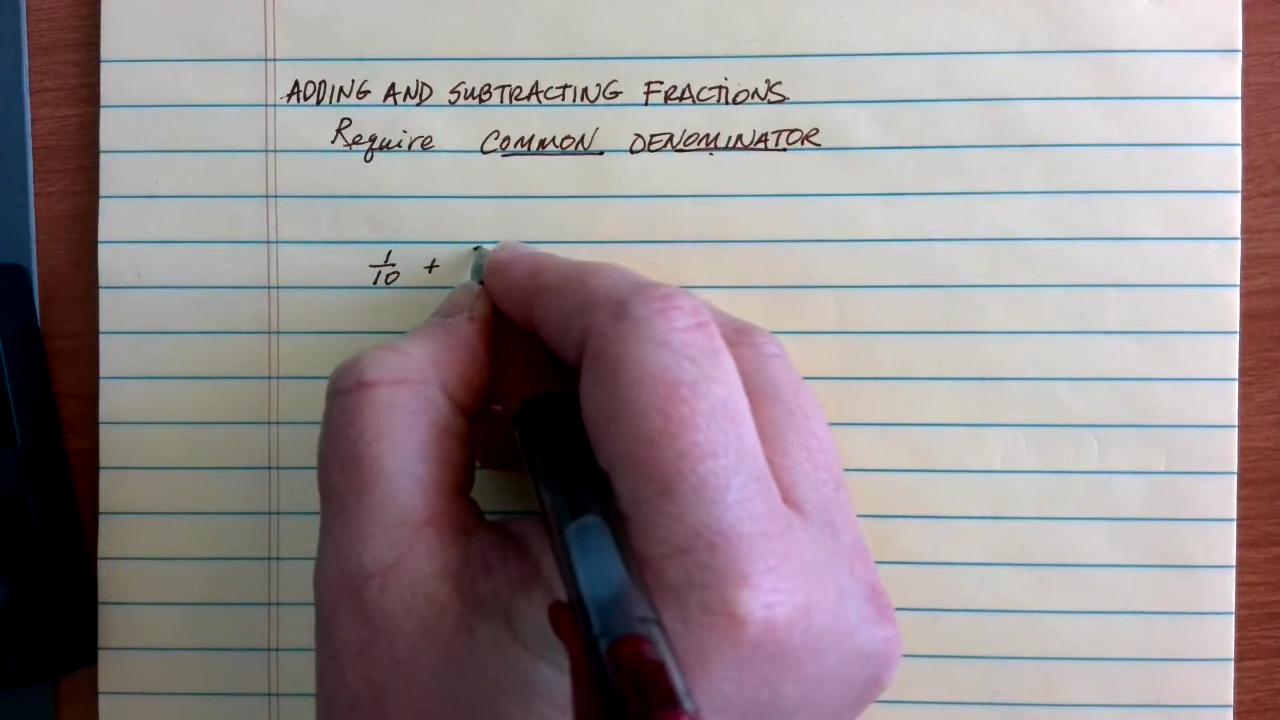 ADDING AND SUBTRACTING FRACTIONS.
Require COMMON DENOMINATOR
1/10 +